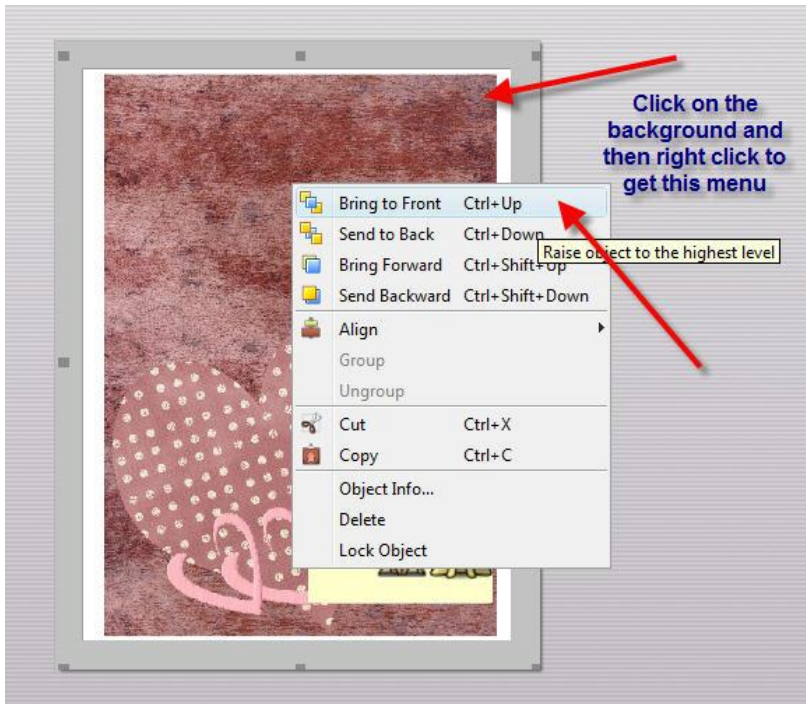 Click on the
background and
then right click to
get this menu
Bring to Front Ctrl+Up
Send to Back Ctrl+Down
Raise object to the highest level
Bring Forward Ctrl+Shift+Up
Send Backward Ctrl+Shift+Down
Align
Group
Ungroup
Cut Ctrl+X
Copy Ctrl+C
Object Info...
Delete
Lock Object